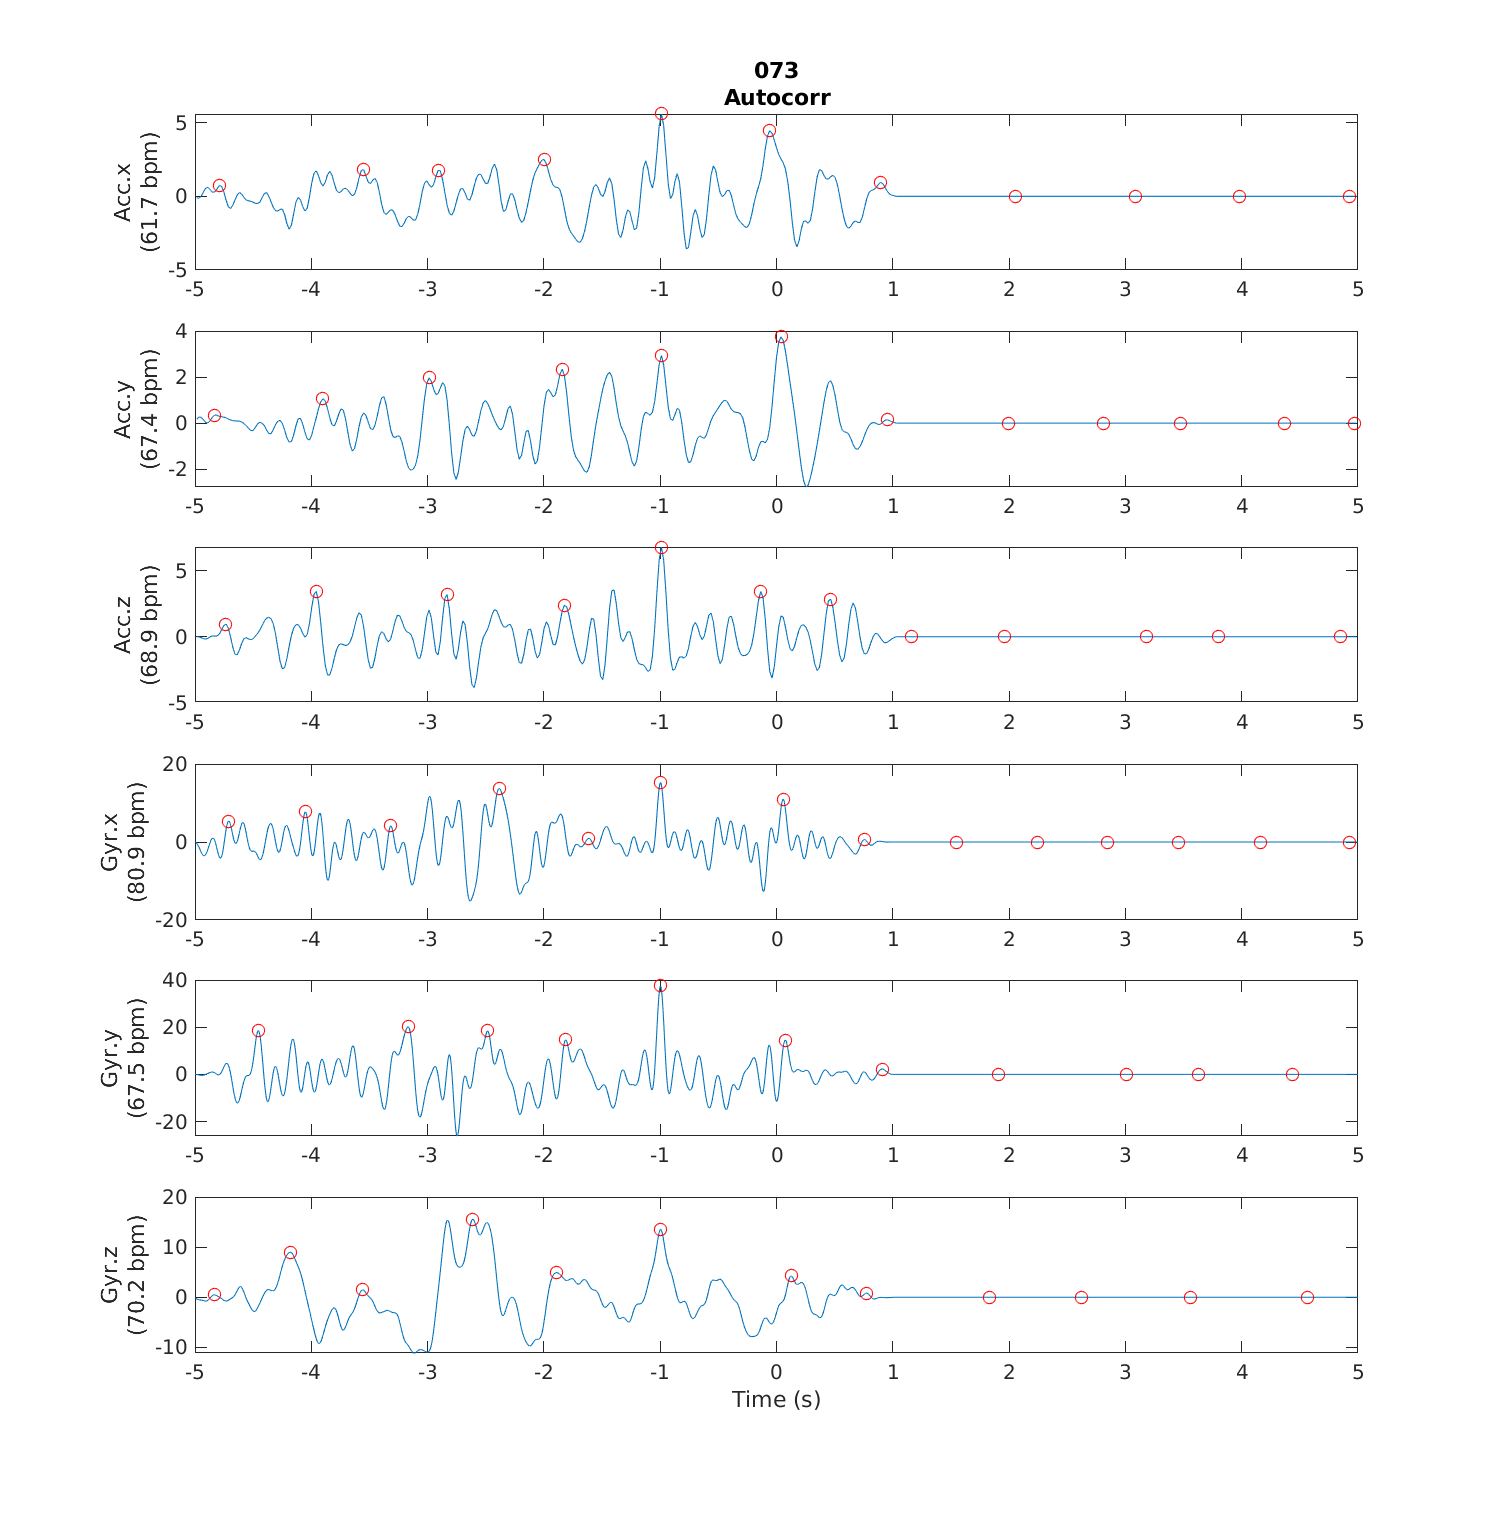 073
Autocorr
Acc.x
(61.7 bpm)
5
0
-5
-5 -4 -3 -2 -1 0 1 2 3 4 5
Acc.y
(67.4 bpm)
4
2
0
-2
-5 -4 -3 -2 -1 0 1 2 3 4 5
Acc.z
(68.9 bpm)
5
0
-5
-5 -4 -3 -2 -1 0 1 2 3 4 5
Gyr.x
(80.9 bpm)
20
0
-20
-5 -4 -3 -2 -1 0 1 2 3 4 5
Gyr.y
(67.5 bpm)
40
20
0
-20
-5 -4 -3 -2 -1 0 1 2 3 4 5
Gyr.z
(70.2 bpm)
20
10
0
-10
-5 -4 -3 -2 -1 0 1 2 3 4 5
Time (s)